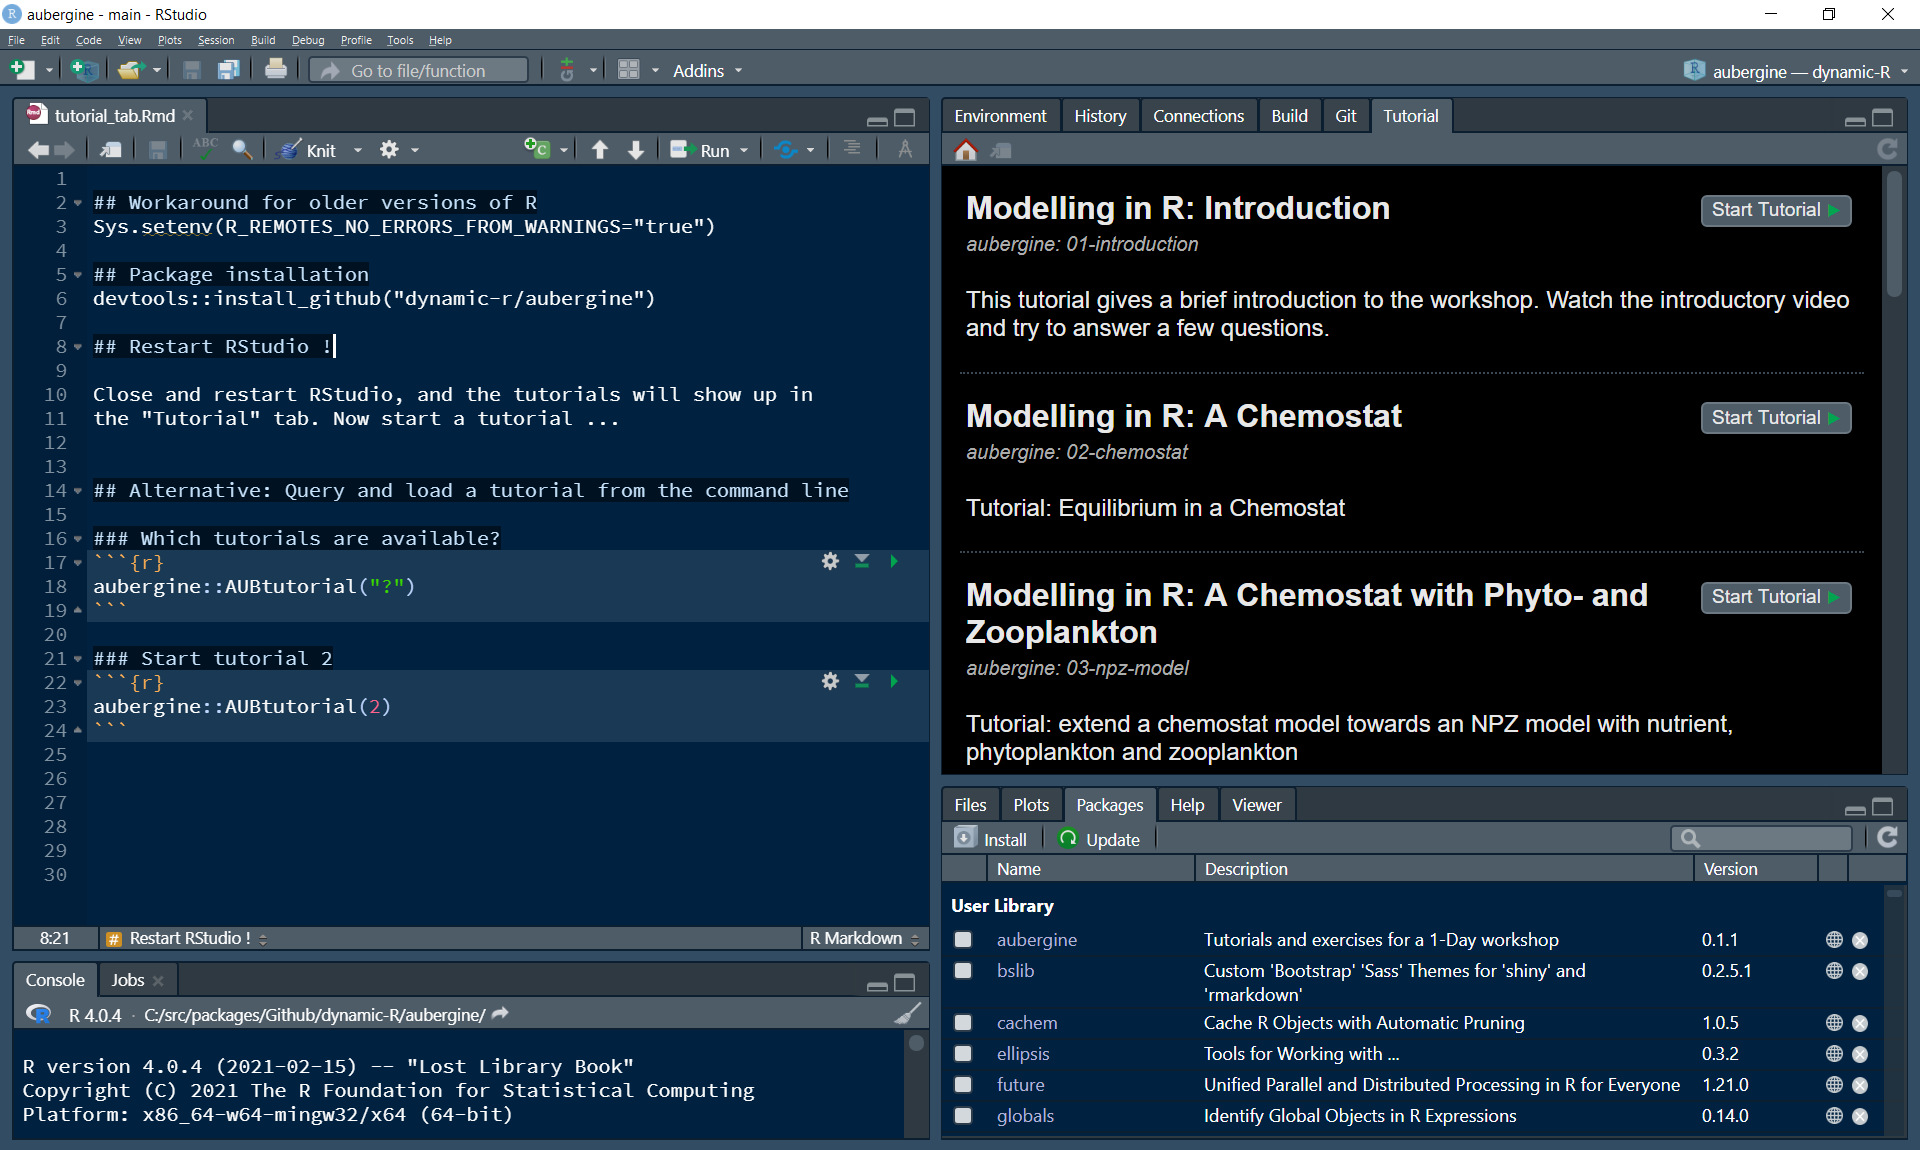 aubergine - main - RStudio
File Edit Code View Plots Session Build Debug Profile Tools Help
Go to file/function
Addins
aubergine — dynamic-R
tutorial_tab.Rmd
ABC
Knit
Run
1
2 ## Workaround for older versions of R
3 Sys.setenv(R_REMOTES_NO_ERRORS_FROM_WARNINGS="true")
4
5 ## Package installation
6 devtools::install_github("dynamic-r/aubergine")
7
8 ## Restart RStudio !
9
10 Close and restart RStudio, and the tutorials will show up in
11 the "Tutorial" tab. Now start a tutorial ...
12
13
14 ## Alternative: Query and load a tutorial from the command line
15
16 ### Which tutorials are available?
17 ```{r}
18 aubergine::AUBtutorial("?")
19 ```
20
21 ### Start tutorial 2
22 ```{r}
23 aubergine::AUBtutorial(2)
24 ```
25
26
27
28
29
30
8:21 # Restart RStudio ! R Markdown
Console Jobs
R 4.0.4 · C:/src/packages/Github/dynamic-R/aubergine/
R version 4.0.4 (2021-02-15) -- "Lost Library Book"
Copyright (C) 2021 The R Foundation for Statistical Computing
Platform: x86_64-w64-mingw32/x64 (64-bit)
Environment History Connections Build Git Tutorial
Modelling in R: Introduction
Start Tutorial
aubergine: 01-introduction
This tutorial gives a brief introduction to the workshop. Watch the introductory video
and try to answer a few questions.
Modelling in R: A Chemostat
Start Tutorial
aubergine: 02-chemostat
Tutorial: Equilibrium in a Chemostat
Modelling in R: A Chemostat with Phyto- and
Zooplankton
Start Tutorial
aubergine: 03-npz-model
Tutorial: extend a chemostat model towards an NPZ model with nutrient,
phytoplankton and zooplankton
Files Plots Packages Help Viewer
Install Update
Name Description Version
User Library
aubergine Tutorials and exercises for a 1-Day workshop 0.1.1
bslib Custom 'Bootstrap' 'Sass' Themes for 'shiny' and 0.2.5.1
'rmarkdown'
cachem Cache R Objects with Automatic Pruning 1.0.5
ellipsis Tools for Working with ... 0.3.2
future Unified Parallel and Distributed Processing in R for Everyone 1.21.0
globals Identify Global Objects in R Expressions 0.14.0